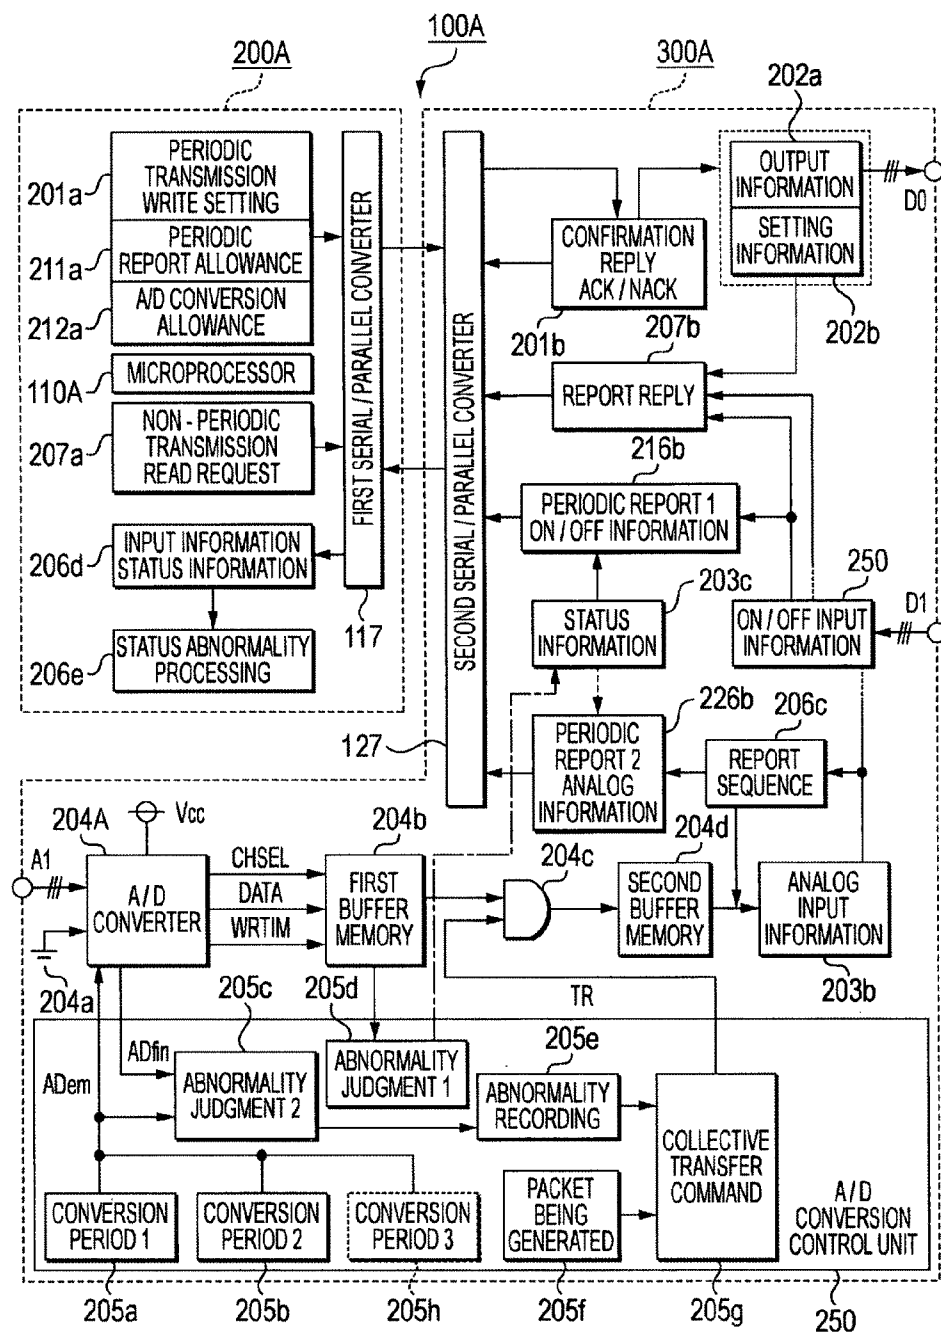 100A
200A
300A
202a
PERIODIC
TRANSMISSION
WRITE SETTING
201a
PERIODIC
REPORT ALLOWANCE
211a
A/D CONVERSION
ALLOWANCE
212a
MICROPROCESSOR
110A
NON - PERIODIC
TRANSMISSION
READ REQUEST
207a
INPUT INFORMATION
STATUS INFORMATION
206d
STATUS ABNORMALITY
PROCESSING
206e
FIRST SERIAL / PARALLEL CONVERTER
117
SECOND SERIAL / PARALLEL CONVERTER
127
OUTPUT
INFORMATION
D0
SETTING
INFORMATION
202b
CONFIRMATION
REPLY
ACK / NACK
201b
207b
REPORT REPLY
216b
PERIODIC REPORT 1
ON / OFF INFORMATION
203c
STATUS
INFORMATION
250
ON / OFF INPUT
INFORMATION
D1
226b
PERIODIC
REPORT 2
ANALOG
INFORMATION
206c
REPORT
SEQUENCE
204A
Vcc
A1
A/D
CONVERTER
204a
CHSEL
DATA
WRTIM
204b
FIRST
BUFFER
MEMORY
204c
204d
SECOND
BUFFER
MEMORY
ANALOG
INPUT
INFORMATION
203b
TR
ADem
ADfin
205c
ABNORMALITY
JUDGMENT 2
205d
ABNORMALITY
JUDGMENT 1
205e
ABNORMALITY
RECORDING
COLLECTIVE
TRANSFER
COMMAND
205g
CONVERSION
PERIOD 1
205a
CONVERSION
PERIOD 2
205b
CONVERSION
PERIOD 3
205h
PACKET
BEING
GENERATED
205f
A/D
CONVERSION
CONTROL UNIT
250